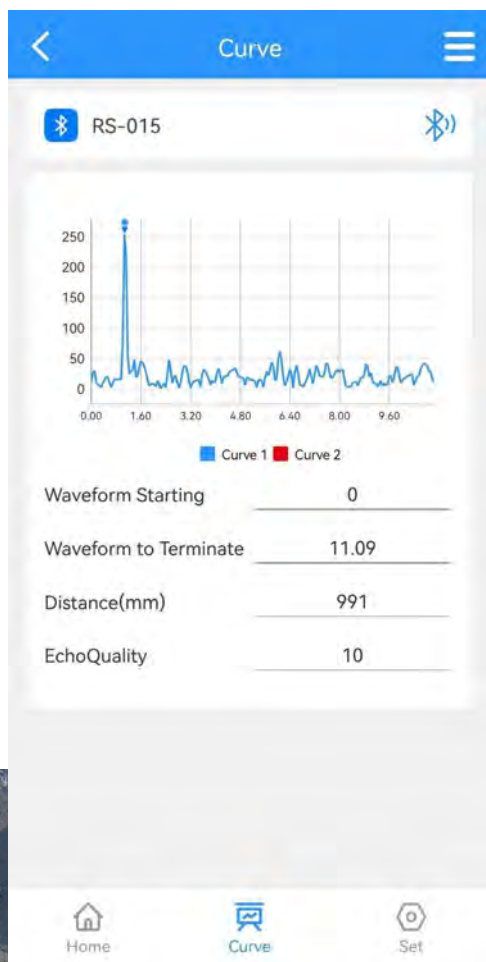 Curve
RS-015
250
200
150
100
50
0
0.00 1.60 3.20 4.80 6.40 8.00 9.60
Curve 1 Curve 2
Waveform Starting 0
Waveform to Terminate 11.09
Distance(mm) 991
EchoQuality 10
Home Curve Set